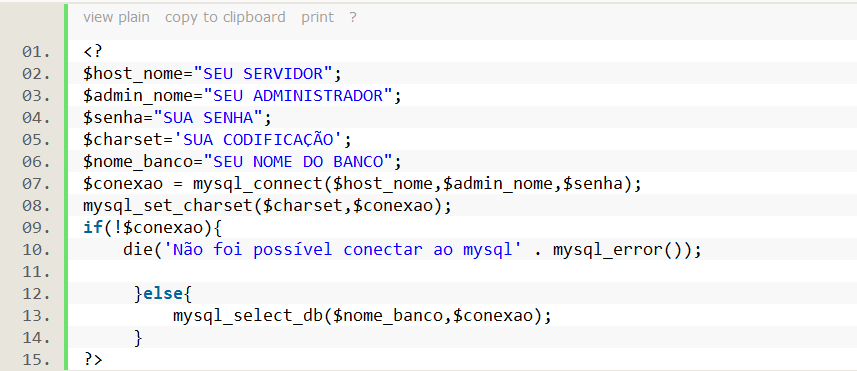 view plain copy to clipboard print ?
01. <?
02. $host_nome="SEU SERVIDOR";
03. $admin_nome="SEU ADMINISTRADOR";
04. $senha="SUA SENHA";
05. $charset='SUA CODIFICAÇÃO';
06. $nome_banco="SEU NOME DO BANCO";
07. $conexao = mysql_connect($host_nome,$admin_nome,$senha);
08. mysql_set_charset($charset,$conexao);
09. if(!$conexao){
10.     die('Não foi possível conectar ao mysql' . mysql_error());
11.
12.      }else{
13.          mysql_select_db($nome_banco,$conexao);
14.      }
15. ?>